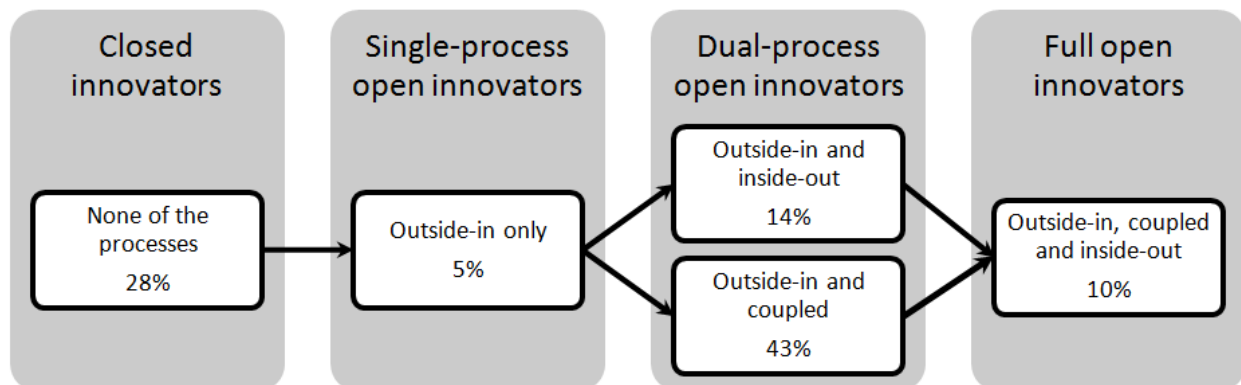 Closed
innovators
None of the
processes
28%
Single-process
open innovators
Outside-in only
5%
Dual-process
open innovators
Outside-in and
inside-out
14%
Outside-in and
coupled
43%
Full open
innovators
Outside-in, coupled
and inside-out
10%